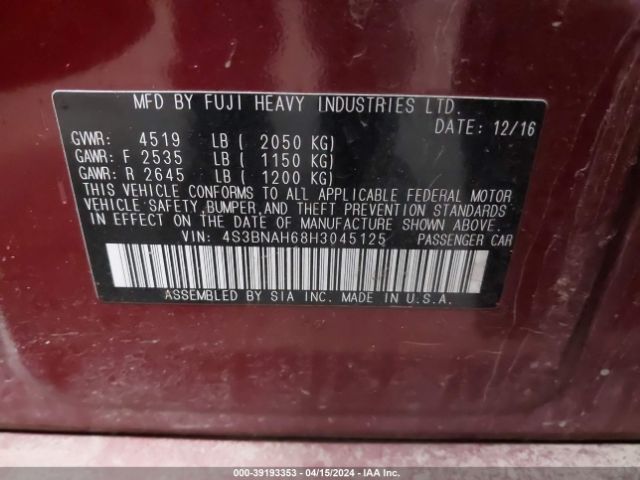 MFD BY FUJI HEAVY INDUSTRIES LTD.
DATE: 12/16
GVWR: 4519 LB ( 2050 KG)
GAWR: F 2535 LB ( 1150 KG)
GAWR: R 2645 LB ( 1200 KG)
THIS VEHICLE CONFORMS TO ALL APPLICABLE FEDERAL MOTOR
VEHICLE SAFETY, BUMPER, AND THEFT PREVENTION STANDARDS
IN EFFECT ON THE DATE OF MANUFACTURE SHOWN ABOVE.
VIN: 4S3BNAH68H3045125 PASSENGER CAR
ASSEMBLED BY SIA INC. MADE IN U.S.A.
000-39193353 - 04/15/2024 - IAA Inc.